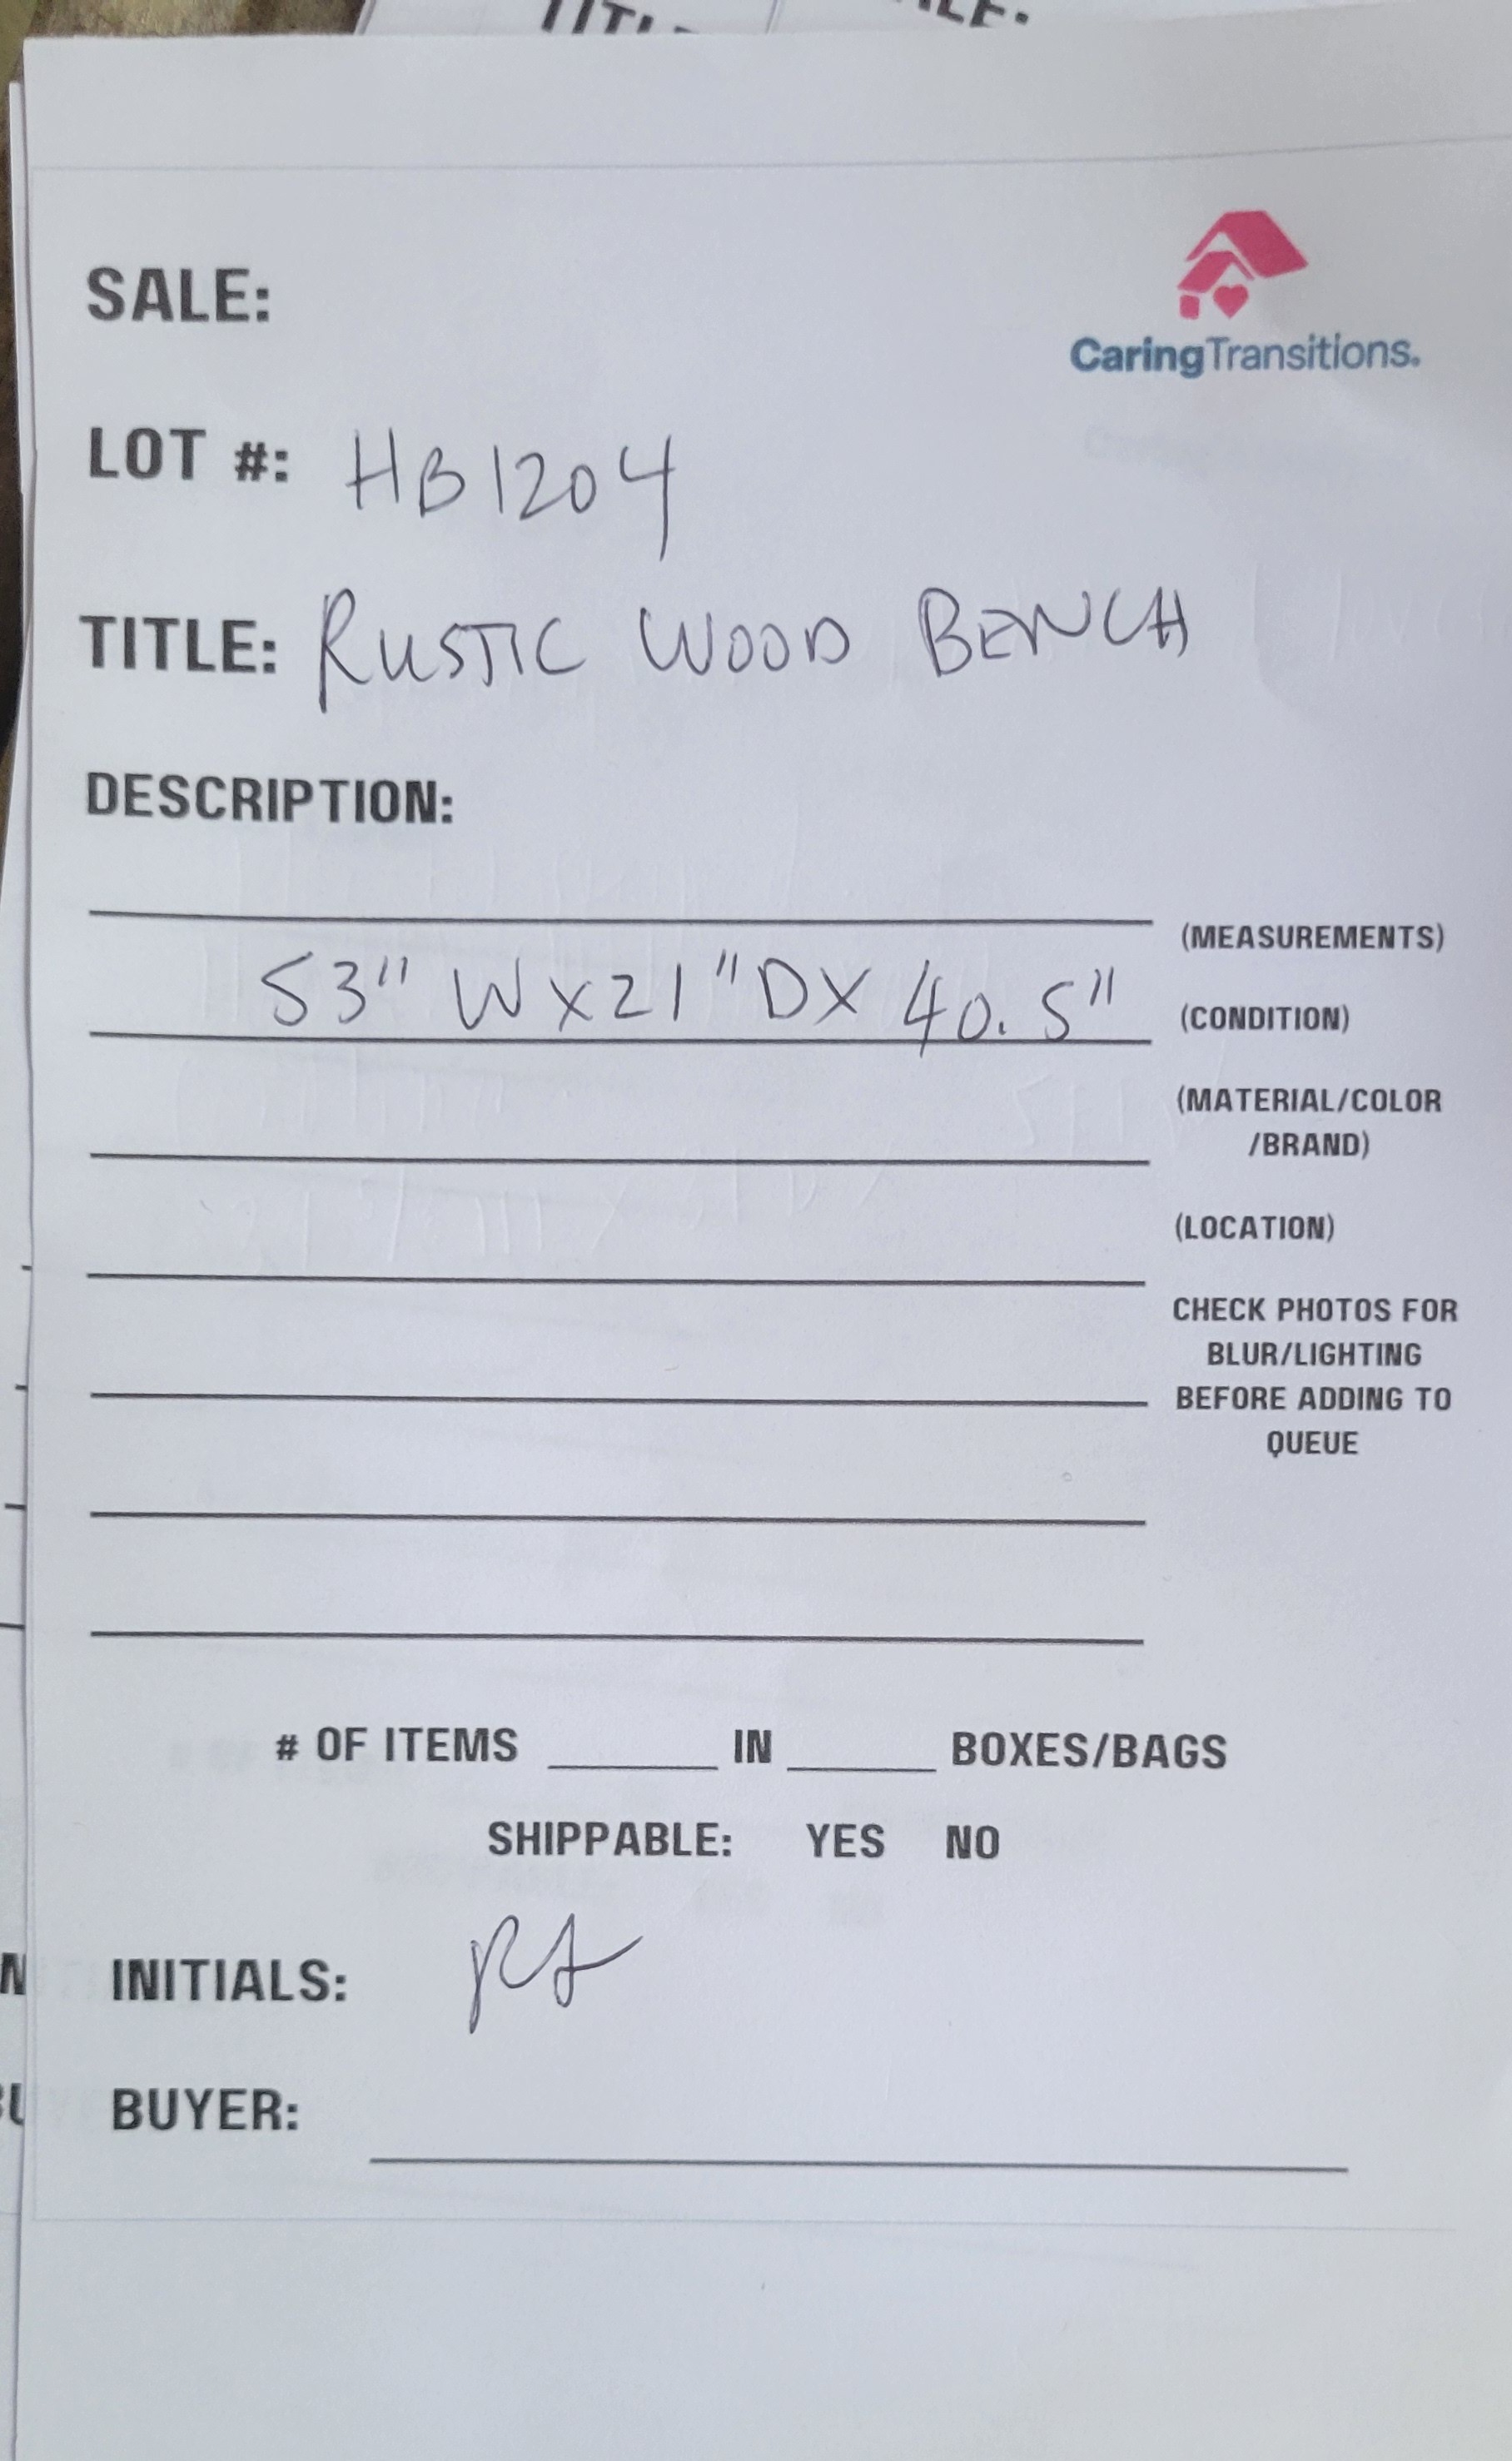 SALE:
CaringTransitions.
LOT #: HB1204
TITLE: RUSTIC WOOD BENCH
DESCRIPTION:
(MEASUREMENTS)
53" W X 21" D X 40.5"
(CONDITION)
(MATERIAL/COLOR
/BRAND)
(LOCATION)
CHECK PHOTOS FOR
BLUR/LIGHTING
BEFORE ADDING TO
QUEUE
# OF ITEMS ______ IN ______ BOXES/BAGS
SHIPPABLE: YES NO
INITIALS:
BUYER: